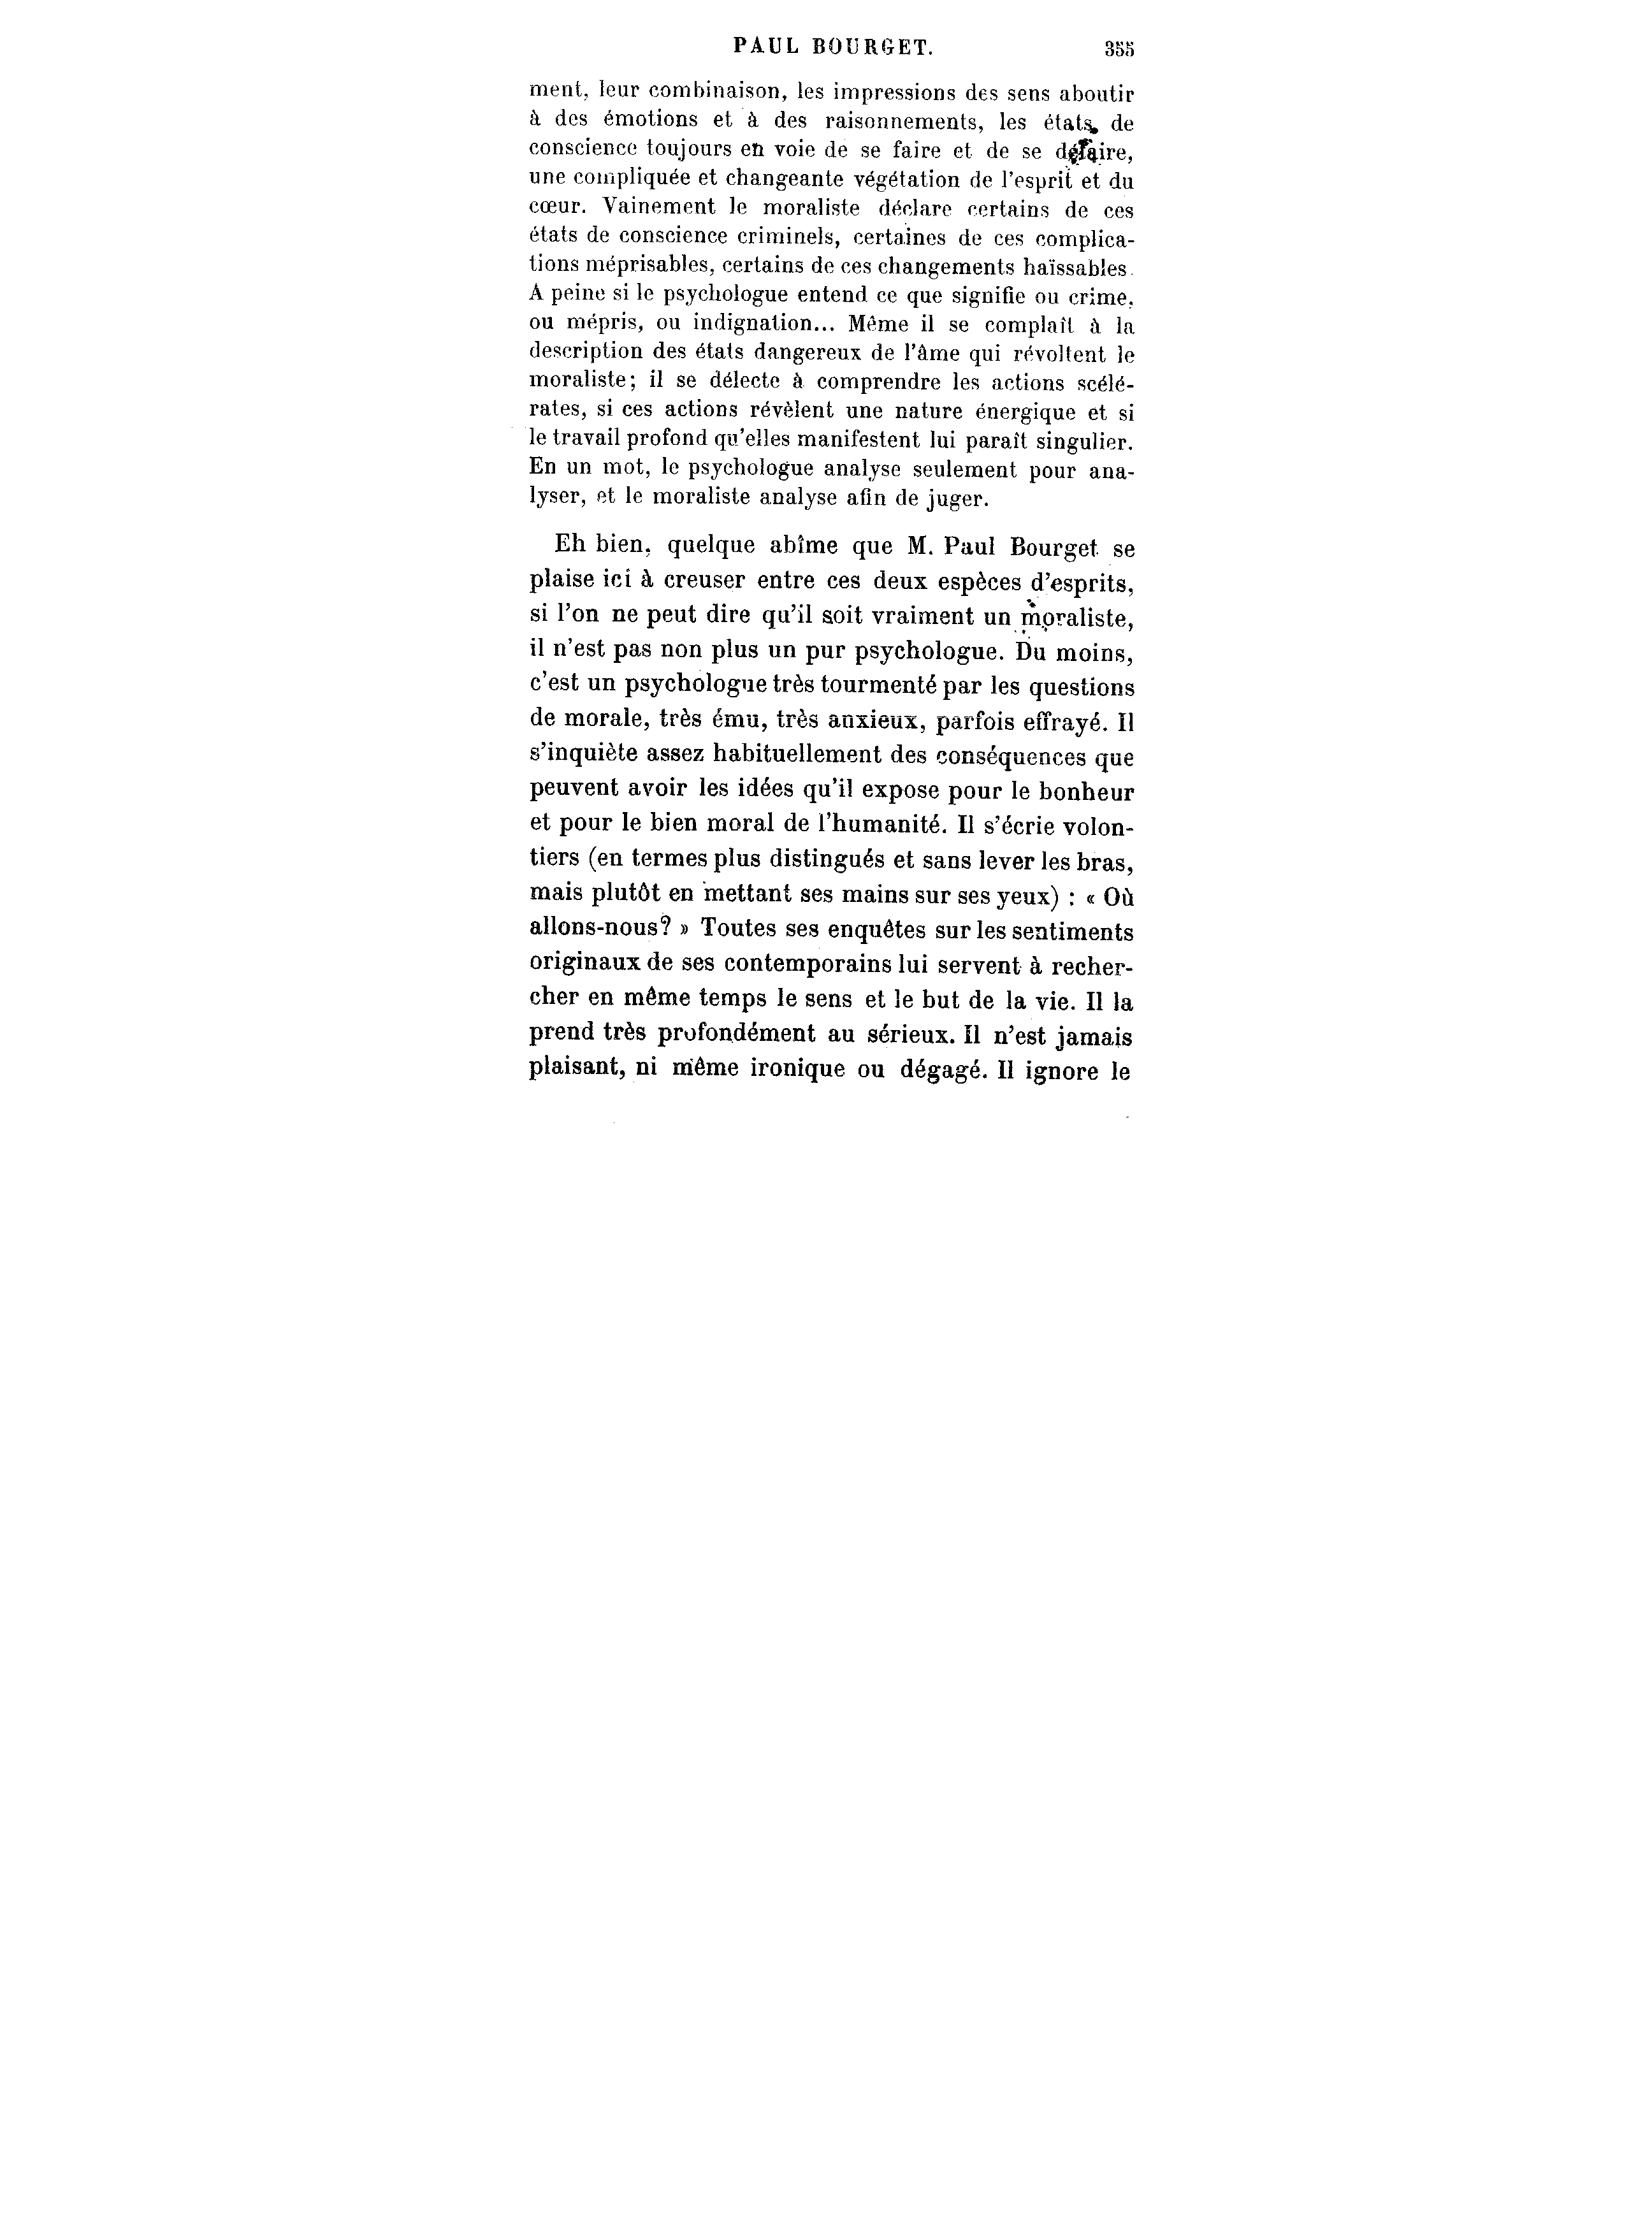 PAUL BOURGET. 355
ment, leur combinaison, les impressions des sens aboutir
à des émotions et à des raisonnements, les états de
conscience toujours en voie de se faire et de se défaire,
une compliquée et changeante végétation de l'esprit et du
cœur. Vainement le moraliste déclare certains de ces
états de conscience criminels, certaines de ces complica-
tions méprisables, certains de ces changements haïssables.
A peine si le psychologue entend ce que signifie ou crime,
ou mépris, ou indignation... Même il se complaît à la
description des états dangereux de l'âme qui révoltent le
moraliste; il se délecte à comprendre les actions scélé-
rates, si ces actions révèlent une nature énergique et si
le travail profond qu'elles manifestent lui paraît singulier.
En un mot, le psychologue analyse seulement pour ana-
lyser, et le moraliste analyse afin de juger.
Eh bien, quelque abîme que M. Paul Bourget se
plaise ici à creuser entre ces deux espèces d'esprits,
si l'on ne peut dire qu'il soit vraiment un moraliste,
il n'est pas non plus un pur psychologue. Du moins,
c'est un psychologue très tourmenté par les questions
de morale, très ému, très anxieux, parfois effrayé. Il
s'inquiète assez habituellement des conséquences que
peuvent avoir les idées qu'il expose pour le bonheur
et pour le bien moral de l'humanité. Il s'écrie volon-
tiers (en termes plus distingués et sans lever les bras,
mais plutôt en mettant ses mains sur ses yeux) : « Où
allons-nous? » Toutes ses enquêtes sur les sentiments
originaux de ses contemporains lui servent à recher-
cher en même temps le sens et le but de la vie. Il la
prend très profondément au sérieux. Il n'est jamais
plaisant, ni même ironique ou dégagé. Il ignore le